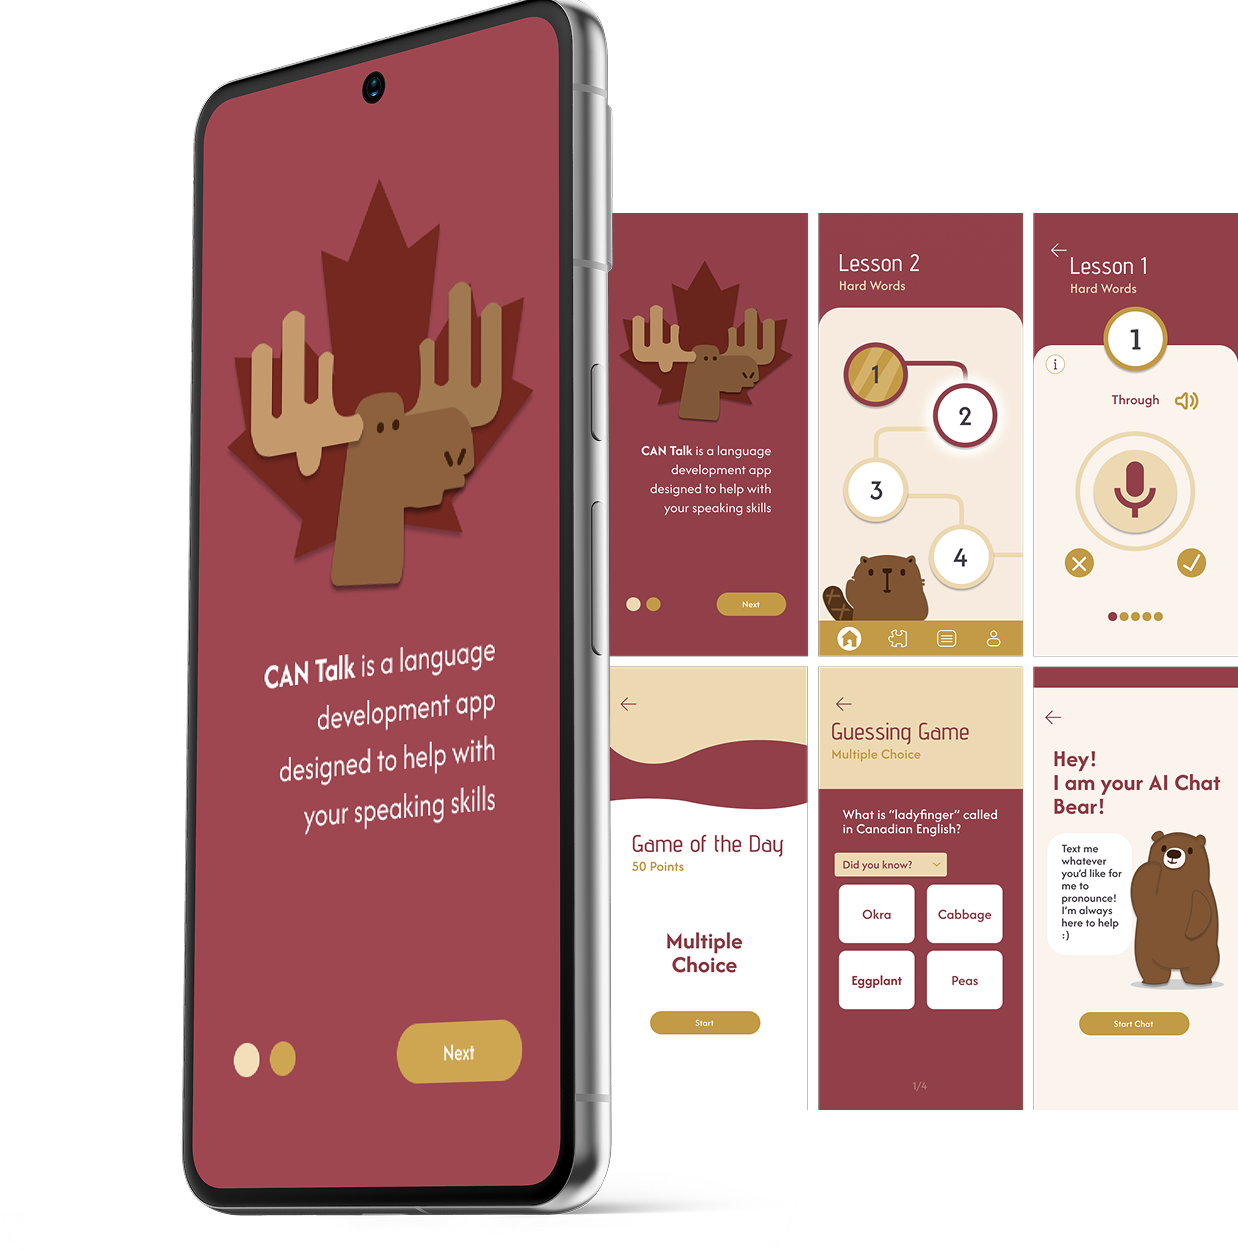 CAN Talk is a language
development app
designed to help with
your speaking skills
Next
CAN Talk is a language
development app
designed to help with
your speaking skills
Next
Lesson 2
Hard Words
1
2
3
4
Lesson 1
Hard Words
1
i
Through
Game of the Day
50 Points
Multiple
Choice
Start
Guessing Game
Multiple Choice
What is “ladyfinger” called
in Canadian English?
Did you know?
Okra
Cabbage
Eggplant
Peas
1/4
Hey!
I am your AI Chat
Bear!
Text me
whatever
you’d like for
me to
pronounce!
I’m always
here to help
:)
Start Chat